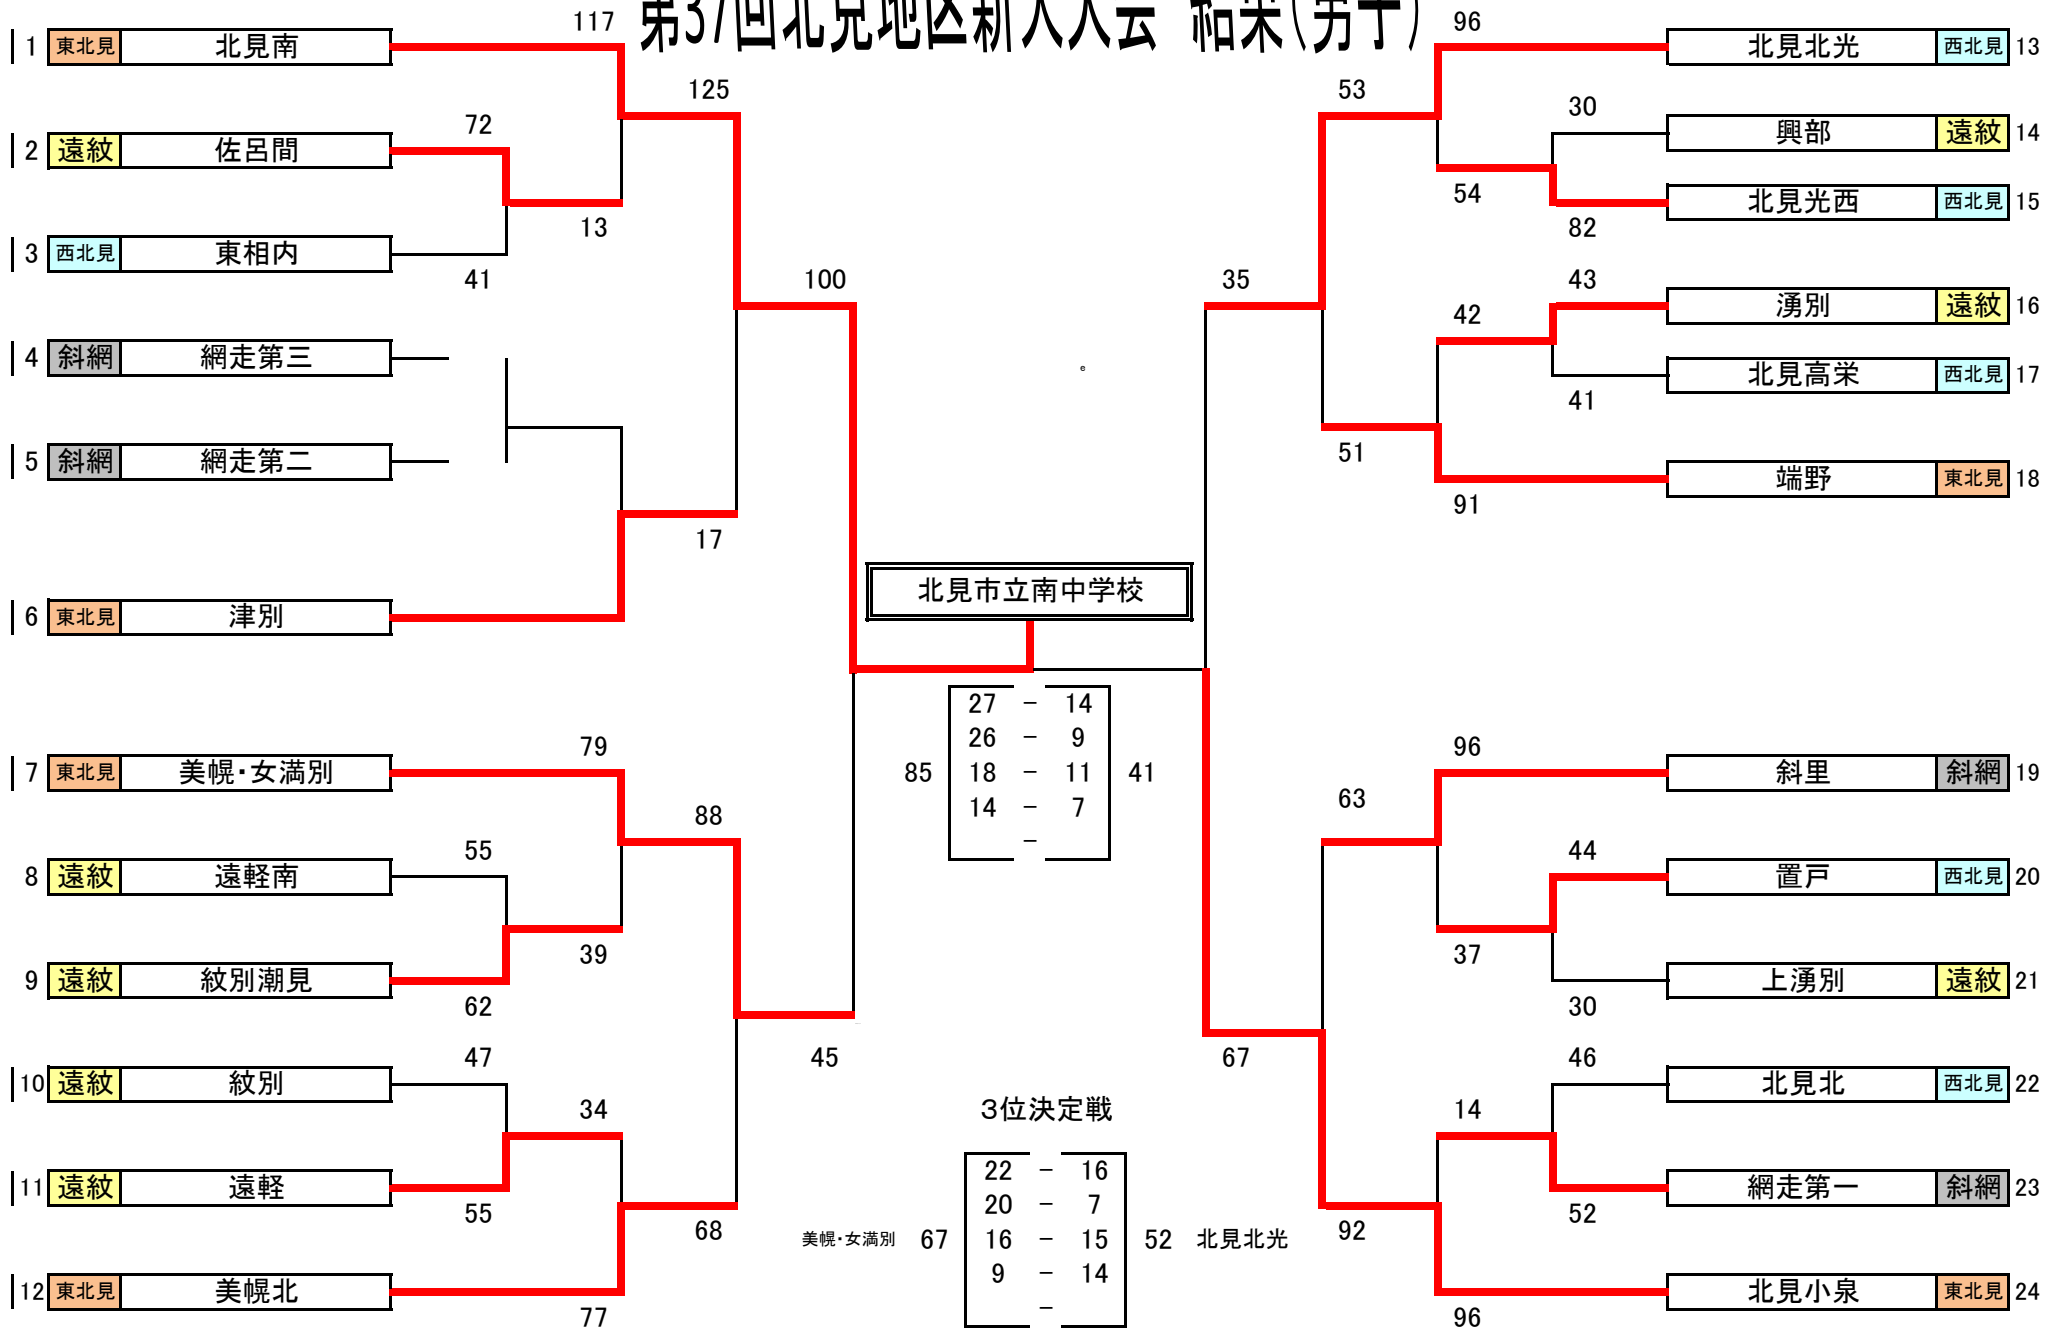 第37回北見地区新人大会 結果(男子)
117
96
1 東北見 北見南
北見北光 西北見 13
125
53
72
30
2 遠紋 佐呂間
興部 遠紋 14
54
北見光西 西北見 15
13
82
3 西北見 東相内
41
100
35
43
42
湧別 遠紋 16
4 斜網 網走第三
e
北見高栄 西北見 17
41
51
5 斜網 網走第二
端野 東北見 18
91
17
北見市立南中学校
6 東北見 津別
27 - 14
26 - 9
85 18 - 11 41
14 - 7
-
79
96
7 東北見 美幌・女満別
斜里 斜網 19
88
63
55
44
8 遠紋 遠軽南
置戸 西北見 20
39
37
9 遠紋 紋別潮見
上湧別 遠紋 21
62
30
47
45
67
46
10 遠紋 紋別
北見北 西北見 22
34
3位決定戦
14
11 遠紋 遠軽
網走第一 斜網 23
55
52
68
92
22 - 16
20 - 7
美幌・女満別 67 16 - 15 52 北見北光
9 - 14
-
12 東北見 美幌北
北見小泉 東北見 24
77
96